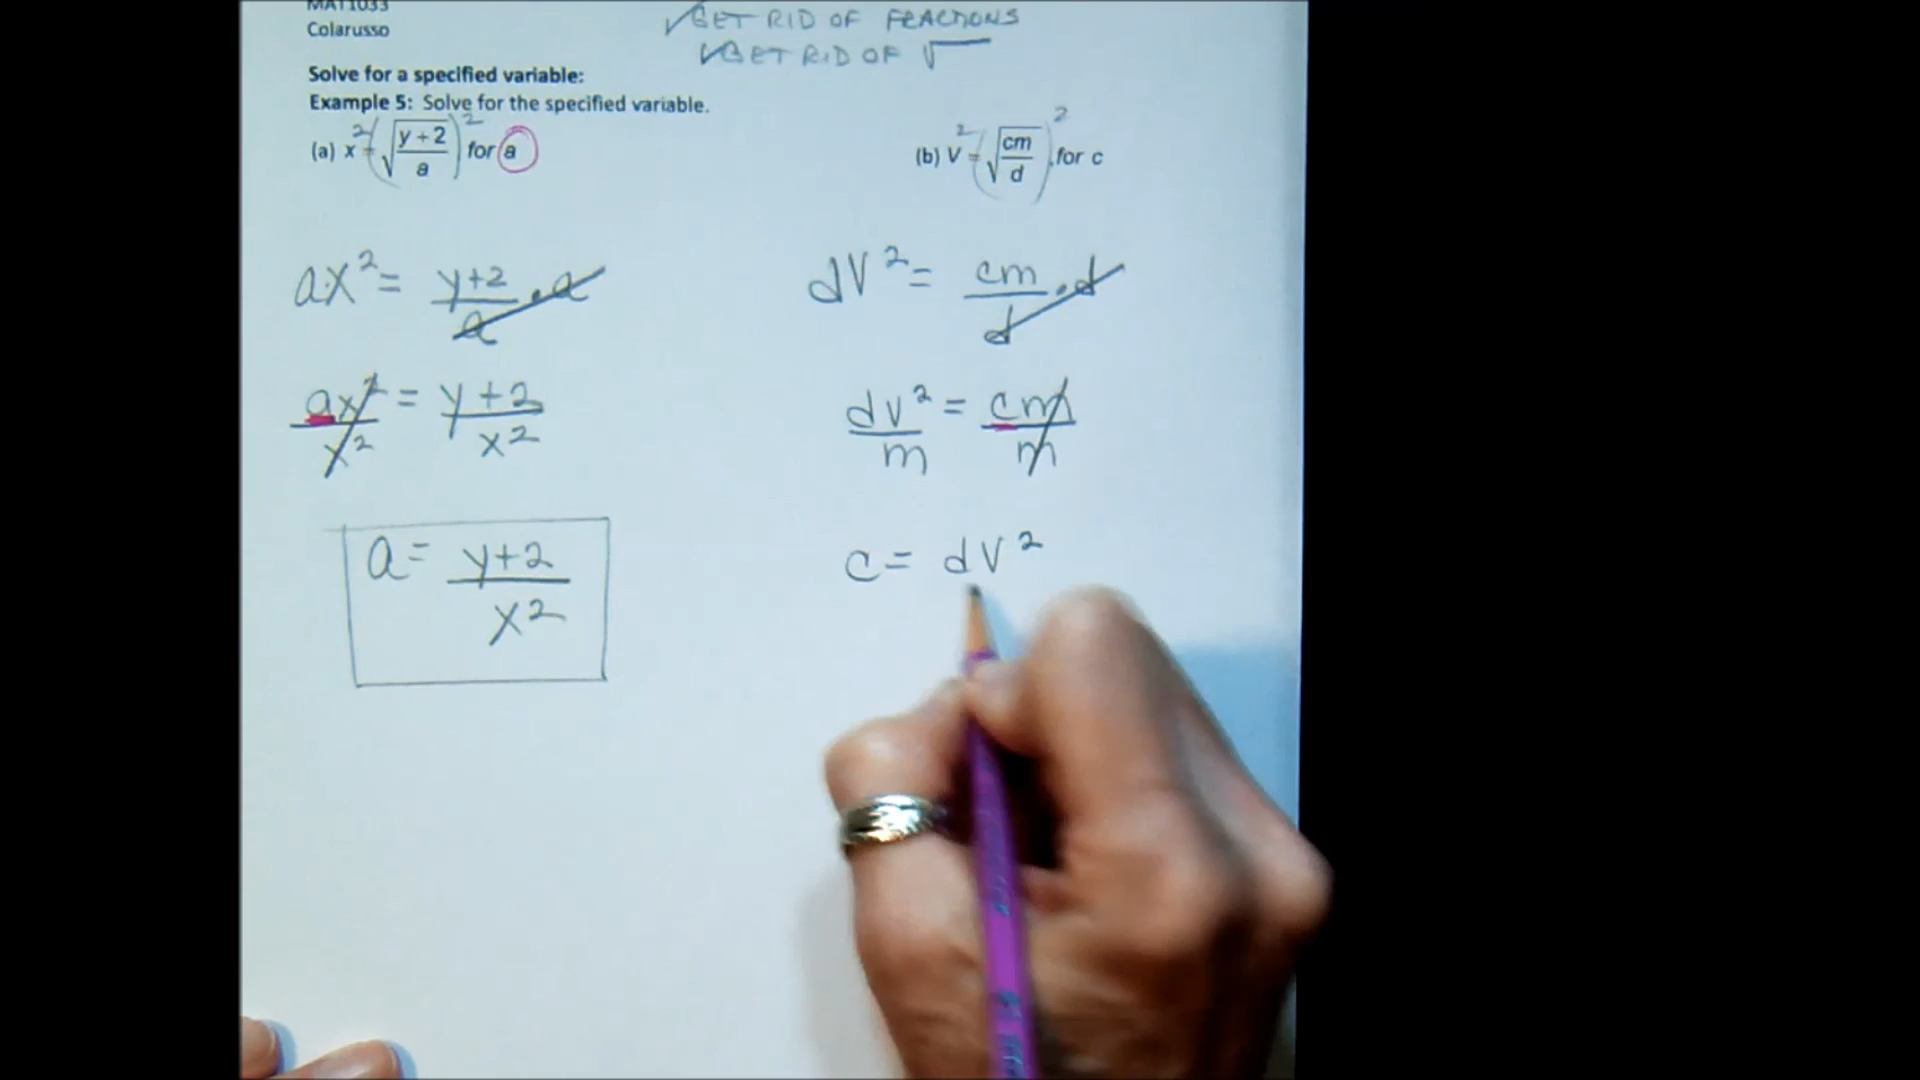 MAT1033
Colarusso
✓GET RID OF FRACTIONS
✓GET RID OF √
Solve for a specified variable:
Example 5: Solve for the specified variable.
(a) x² = (√((y + 2)/a))² for a
(b) V² = (√(cm/d))², for c
ax² = (y+2)/a · a
dV² = cm/d · d
ax²/x² = (y+2)/x²
dv²/m = cm/m
a = (y+2)/x²
c = dV²